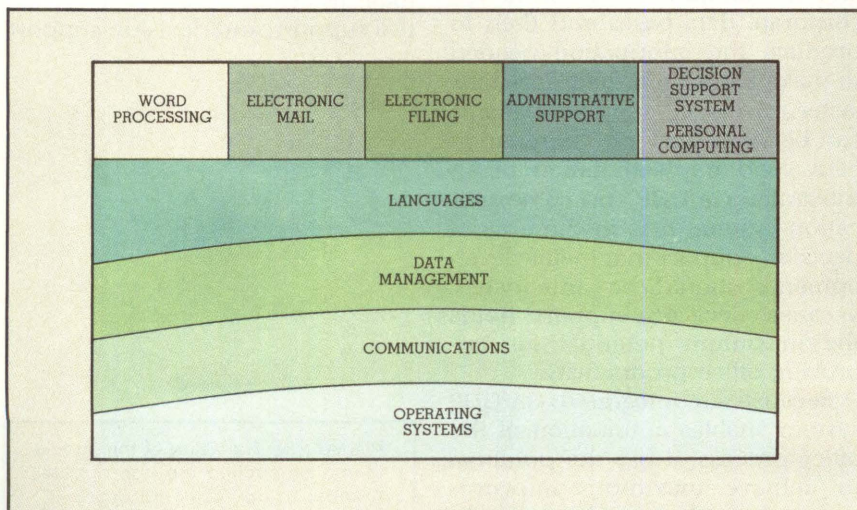 WORD
PROCESSING
ELECTRONIC
MAIL
ELECTRONIC
FILING
ADMINISTRATIVE
SUPPORT
DECISION
SUPPORT
SYSTEM
PERSONAL
COMPUTING
LANGUAGES
DATA
MANAGEMENT
COMMUNICATIONS
OPERATING
SYSTEMS